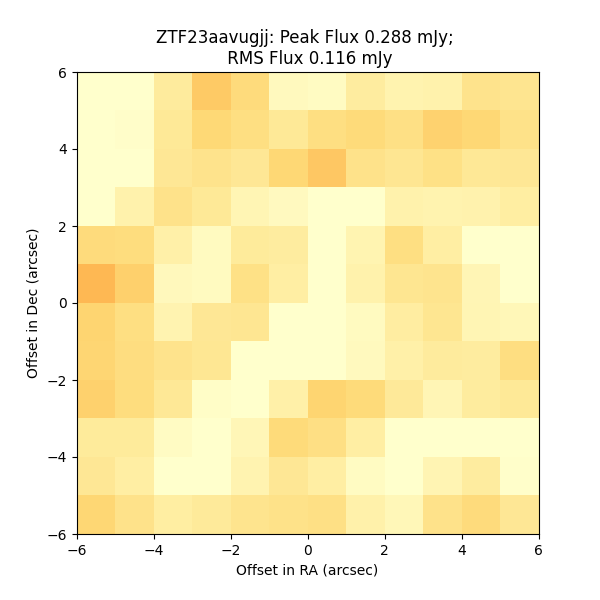 ZTF23aavugjj: Peak Flux 0.288 mJy;
RMS Flux 0.116 mJy
6
4
2
0
−2
−4
−6
Offset in Dec (arcsec)
−6 −4 −2 0 2 4 6
Offset in RA (arcsec)